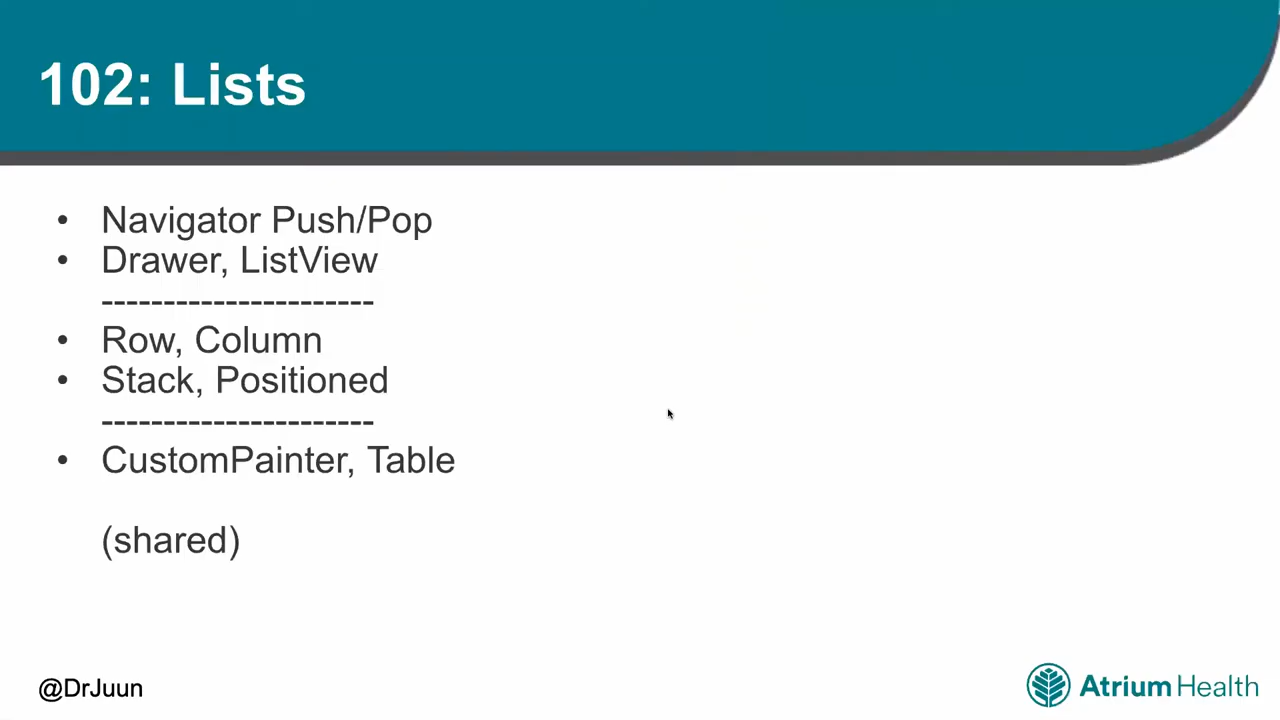 102: Lists
• Navigator Push/Pop
• Drawer, ListView
----------------------
• Row, Column
• Stack, Positioned
----------------------
• CustomPainter, Table
(shared)
@DrJuun
Atrium Health